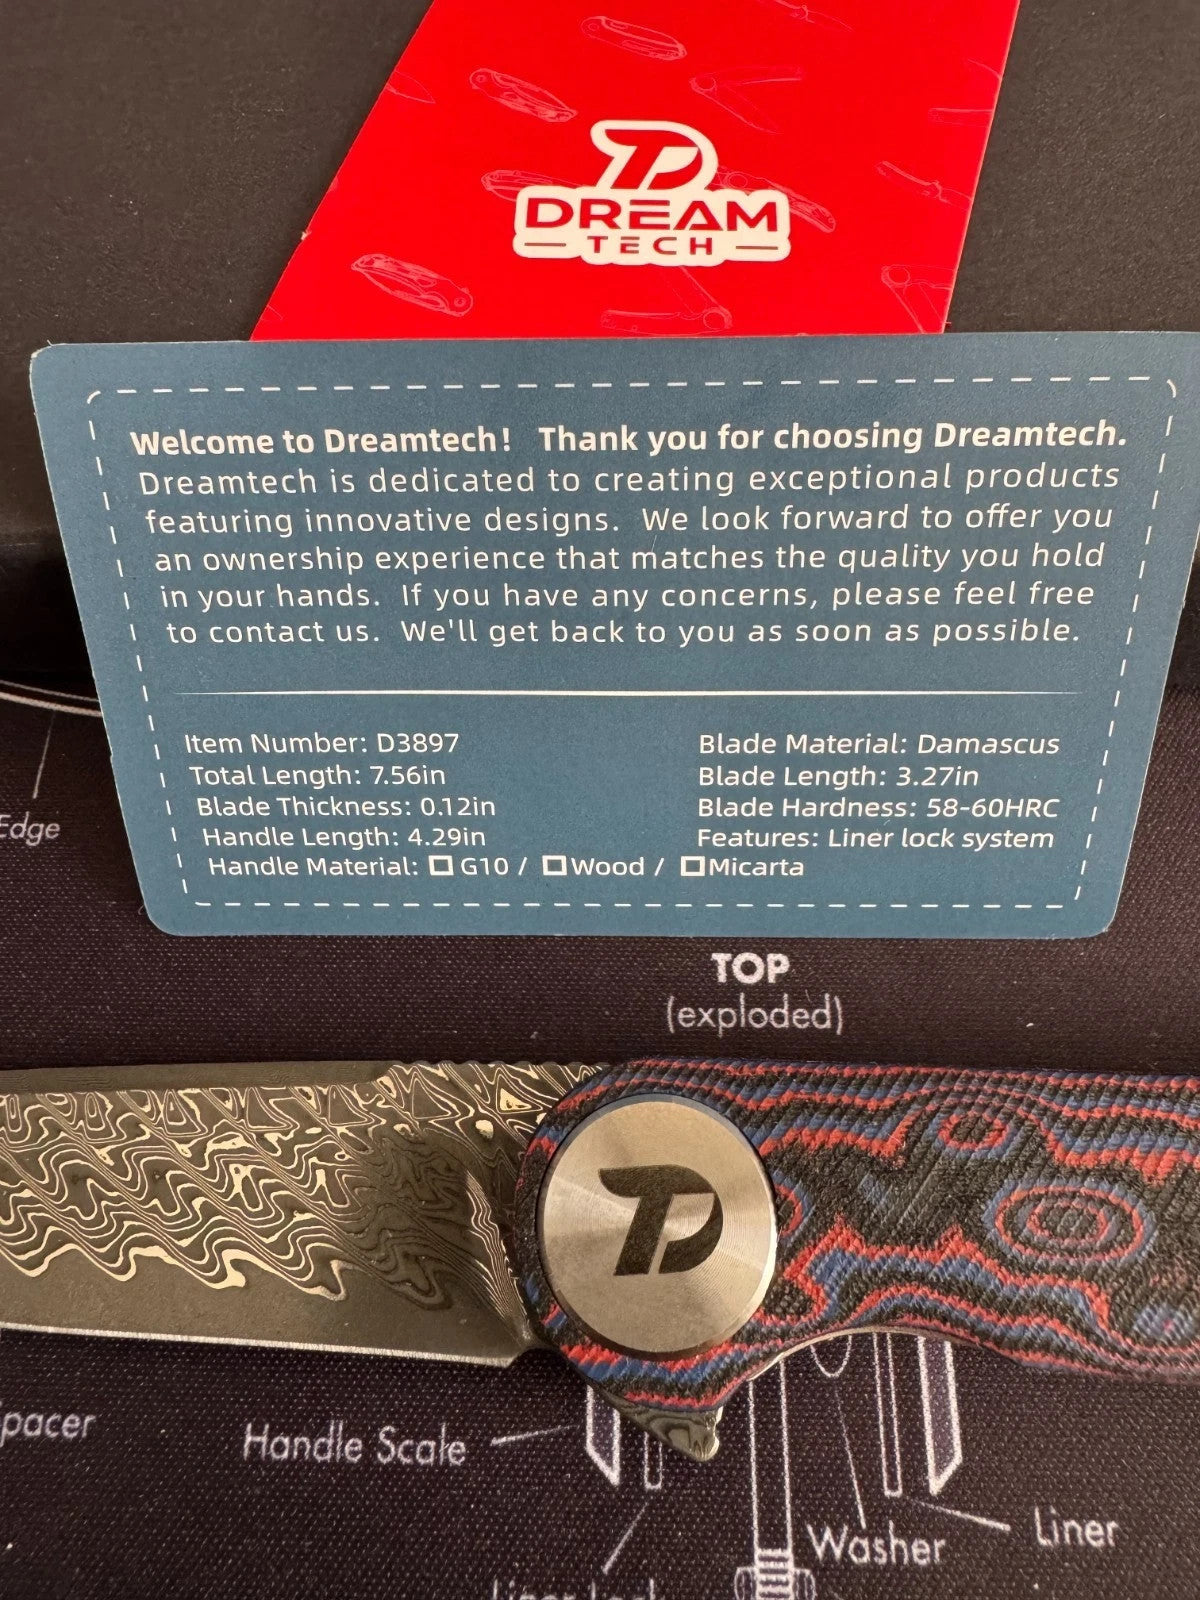 DREAM
TECH
Welcome to Dreamtech! Thank you for choosing Dreamtech.
Dreamtech is dedicated to creating exceptional products
featuring innovative designs. We look forward to offer you
an ownership experience that matches the quality you hold
in your hands. If you have any concerns, please feel free
to contact us. We'll get back to you as soon as possible.
Item Number: D3897
Total Length: 7.56in
Blade Thickness: 0.12in
Handle Length: 4.29in
Handle Material: G10 / Wood / Micarta
Blade Material: Damascus
Blade Length: 3.27in
Blade Hardness: 58-60HRC
Features: Liner lock system
Edge
TOP
(exploded)
pacer
Handle Scale
Washer
Liner